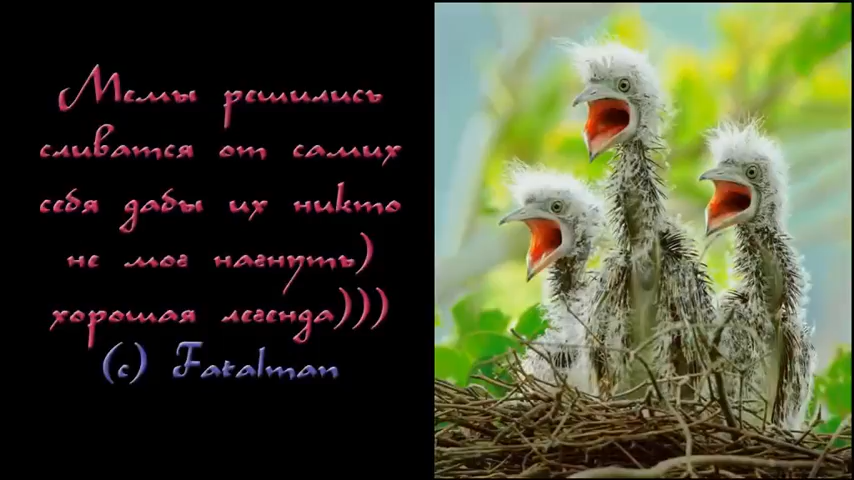 Мемы решились
сливатся от самих
себя дабы их никто
не мог нагнуть)
хорошая легенда)))
(c) Fatalman